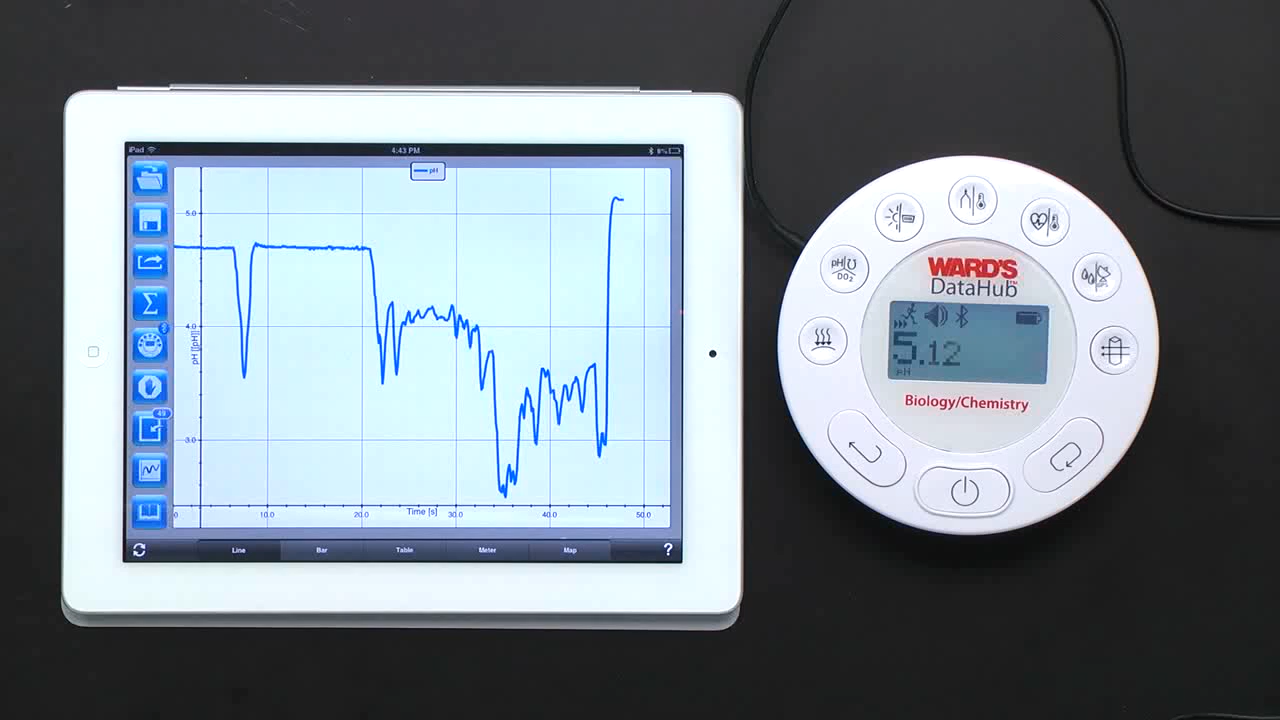 iPad
4:43 PM
8%
pH
5.0
4.0
3.0
pH [[pH]]
49
0
10.0
20.0
30.0
40.0
50.0
Time [s]
Line
Bar
Table
Meter
Map
?
pH
DO2
WARD'S
DataHub™
5.12
pH
Biology/Chemistry